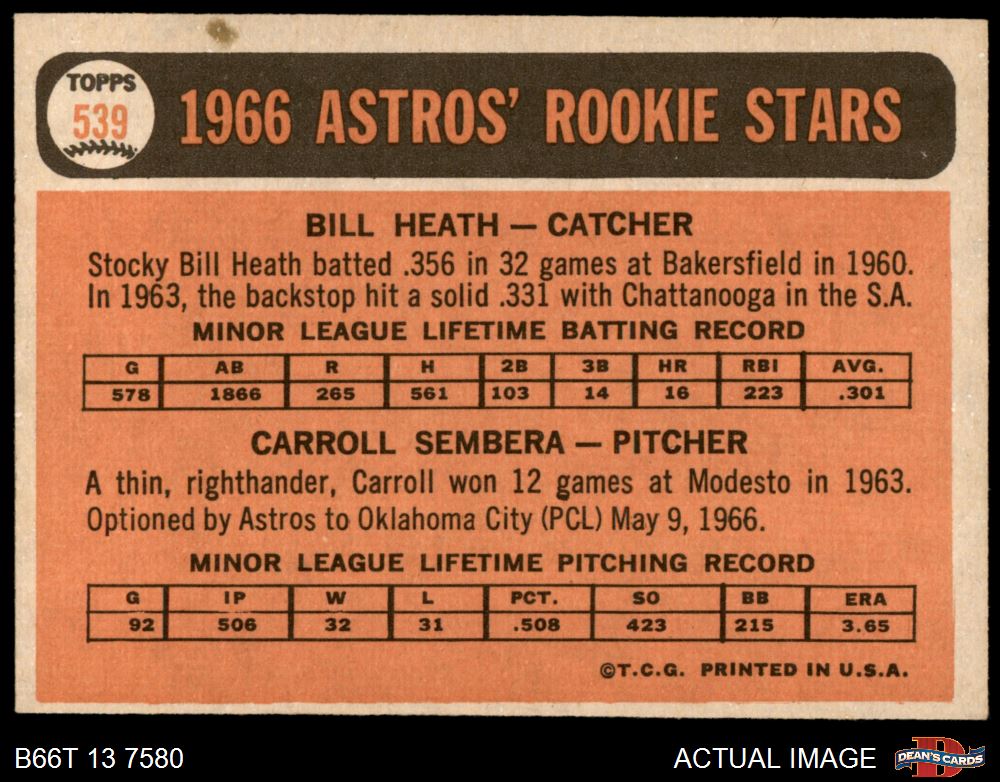 TOPPS
539
1966 ASTROS' ROOKIE STARS
BILL HEATH — CATCHER
Stocky Bill Heath batted .356 in 32 games at Bakersfield in 1960.
In 1963, the backstop hit a solid .331 with Chattanooga in the S.A.
MINOR LEAGUE LIFETIME BATTING RECORD
G AB R H 2B 3B HR RBI AVG.
578 1866 265 561 103 14 16 223 .301
CARROLL SEMBERA — PITCHER
A thin, righthander, Carroll won 12 games at Modesto in 1963.
Optioned by Astros to Oklahoma City (PCL) May 9, 1966.
MINOR LEAGUE LIFETIME PITCHING RECORD
G IP W L PCT. SO BB ERA
92 506 32 31 .508 423 215 3.65
©T.C.G. PRINTED IN U.S.A.
B66T 13 7580
ACTUAL IMAGE
D
DEAN'S CARDS